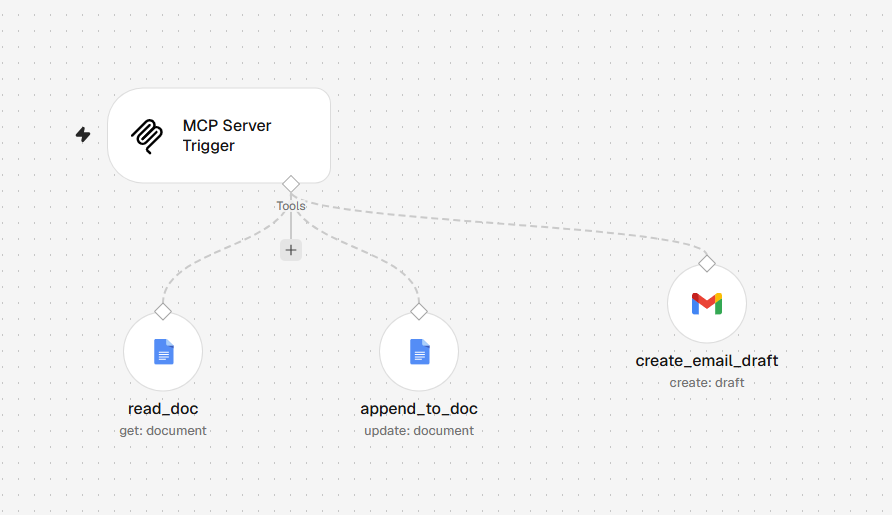 MCP Server
Trigger
Tools
+
read_doc
get: document
append_to_doc
update: document
create_email_draft
create: draft